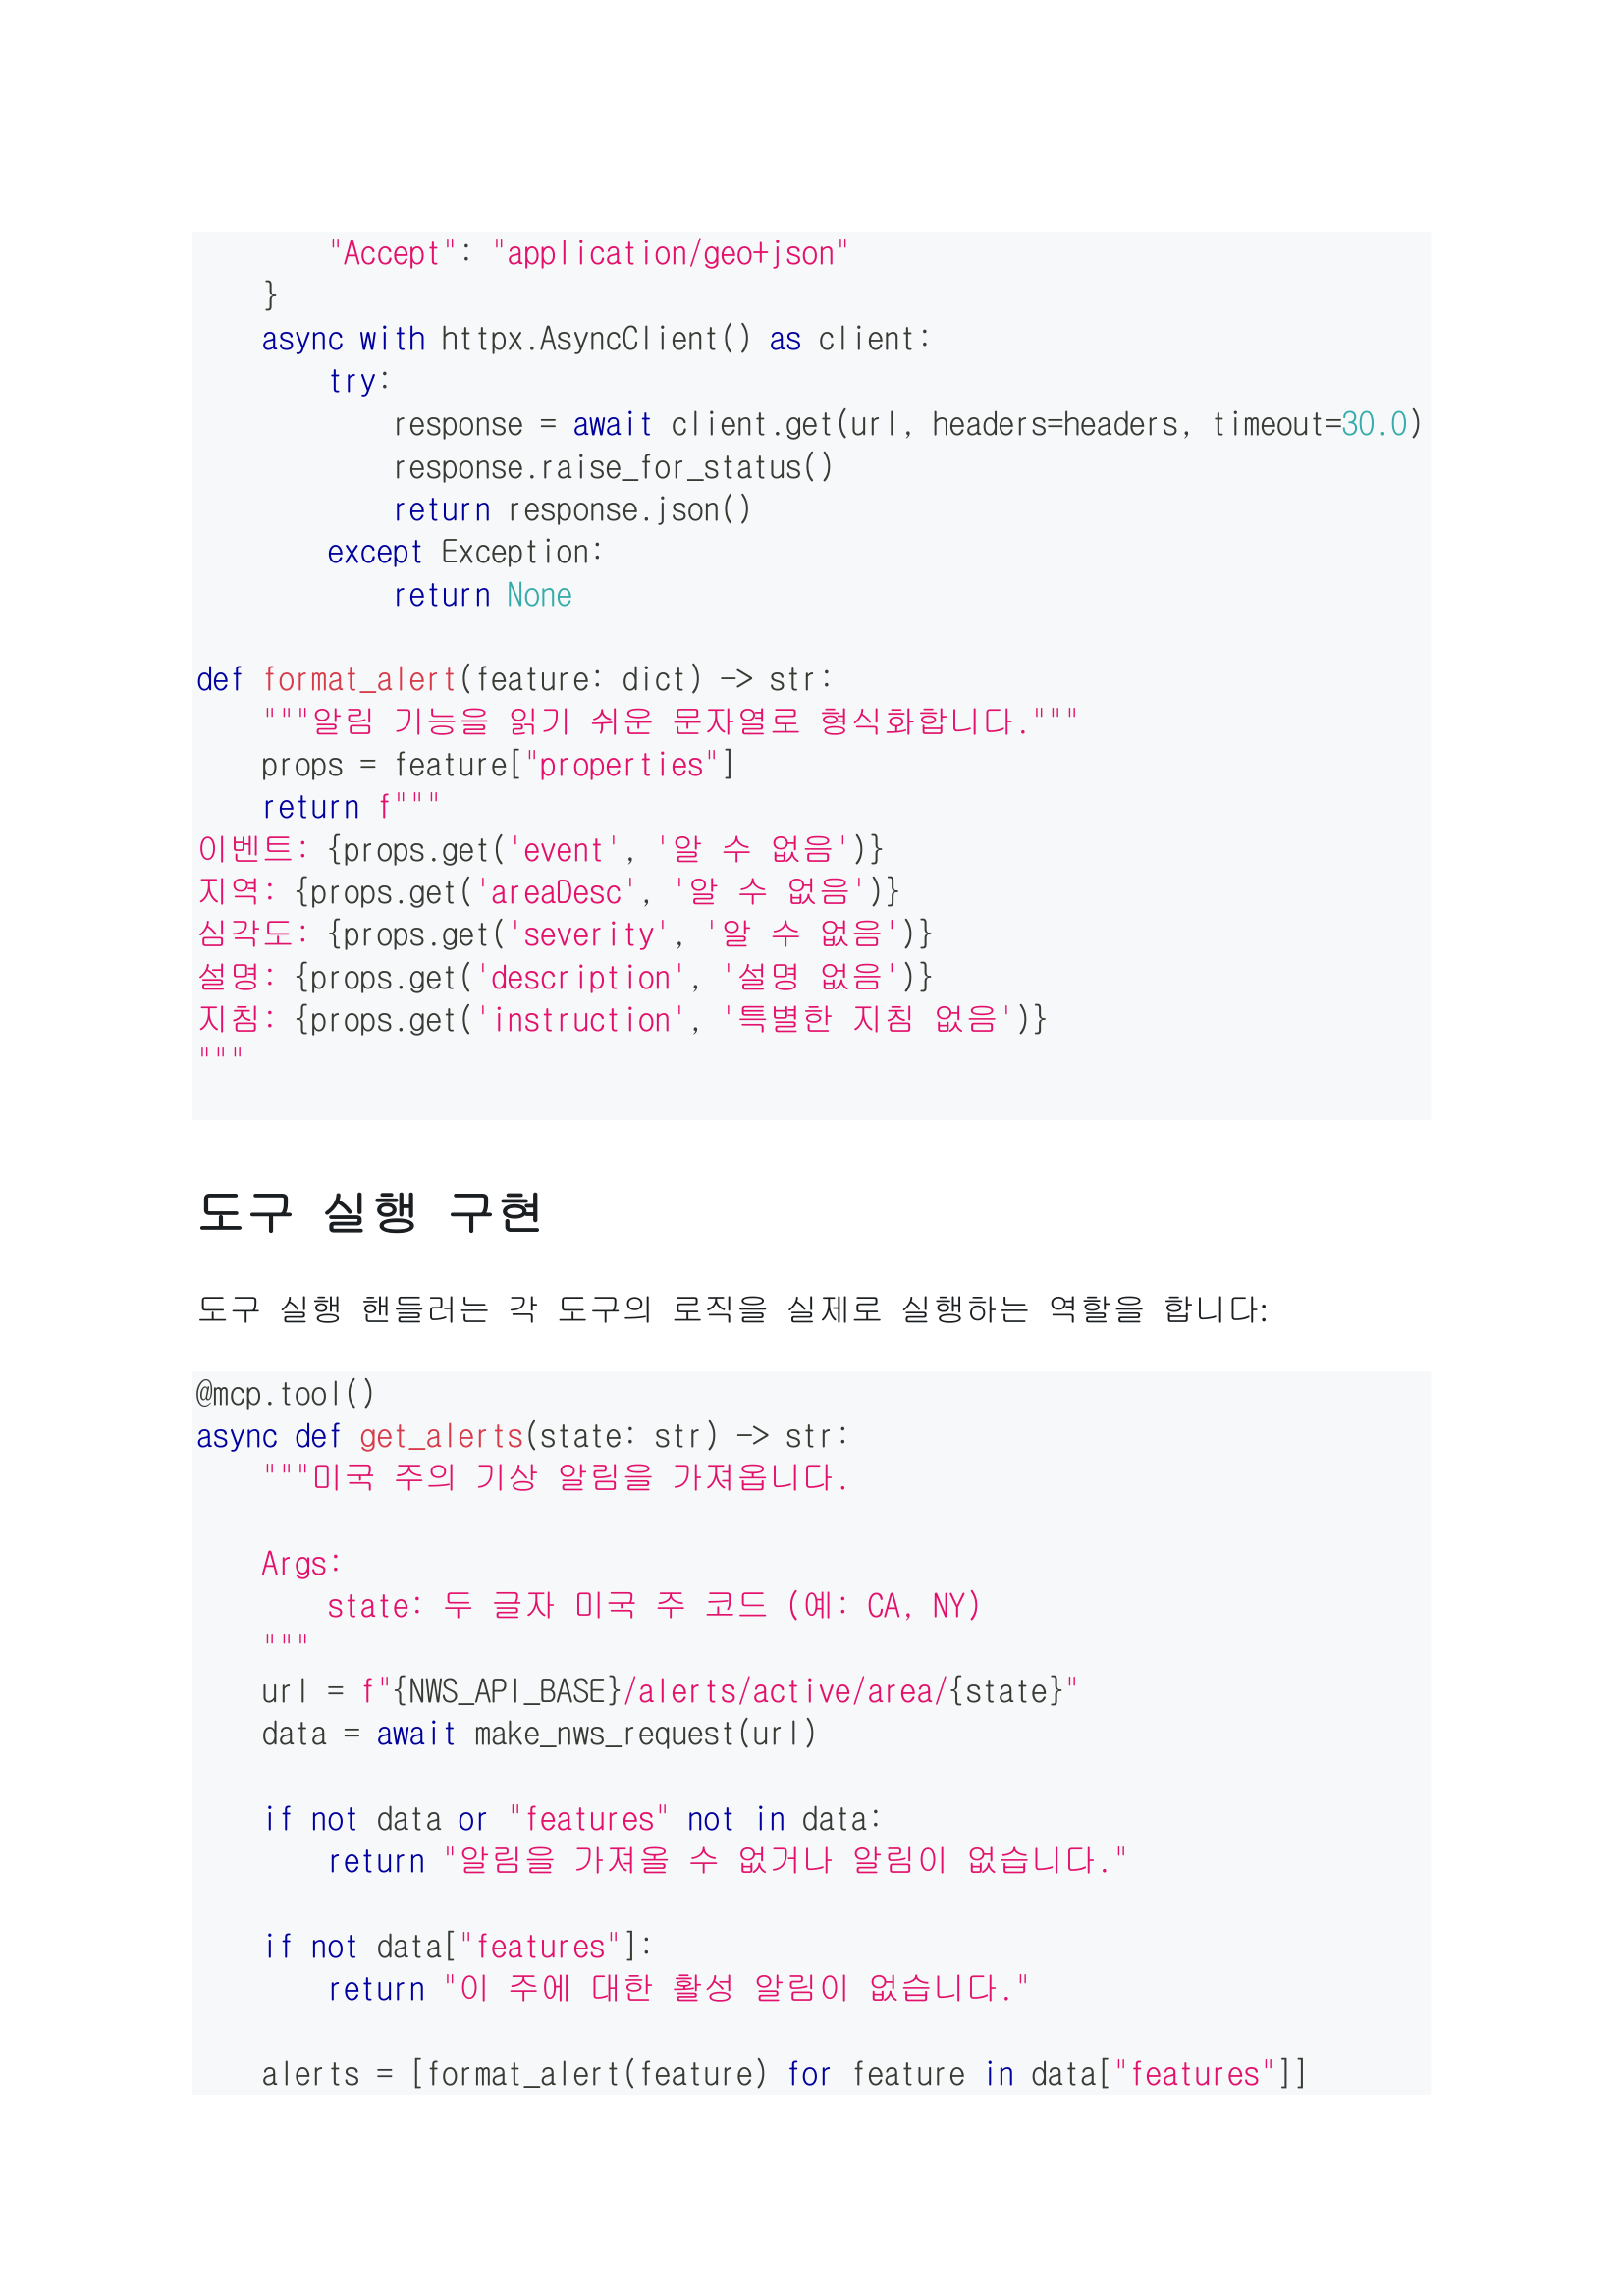 "Accept": "application/geo+json"
    }
    async with httpx.AsyncClient() as client:
        try:
            response = await client.get(url, headers=headers, timeout=30.0)
            response.raise_for_status()
            return response.json()
        except Exception:
            return None

def format_alert(feature: dict) -> str:
    """알림 기능을 읽기 쉬운 문자열로 형식화합니다."""
    props = feature["properties"]
    return f"""
이벤트: {props.get('event', '알 수 없음')}
지역: {props.get('areaDesc', '알 수 없음')}
심각도: {props.get('severity', '알 수 없음')}
설명: {props.get('description', '설명 없음')}
지침: {props.get('instruction', '특별한 지침 없음')}
"""

도구 실행 구현

도구 실행 핸들러는 각 도구의 로직을 실제로 실행하는 역할을 합니다:

@mcp.tool()
async def get_alerts(state: str) -> str:
    """미국 주의 기상 알림을 가져옵니다.

    Args:
        state: 두 글자 미국 주 코드 (예: CA, NY)
    """
    url = f"{NWS_API_BASE}/alerts/active/area/{state}"
    data = await make_nws_request(url)

    if not data or "features" not in data:
        return "알림을 가져올 수 없거나 알림이 없습니다."

    if not data["features"]:
        return "이 주에 대한 활성 알림이 없습니다."

    alerts = [format_alert(feature) for feature in data["features"]]